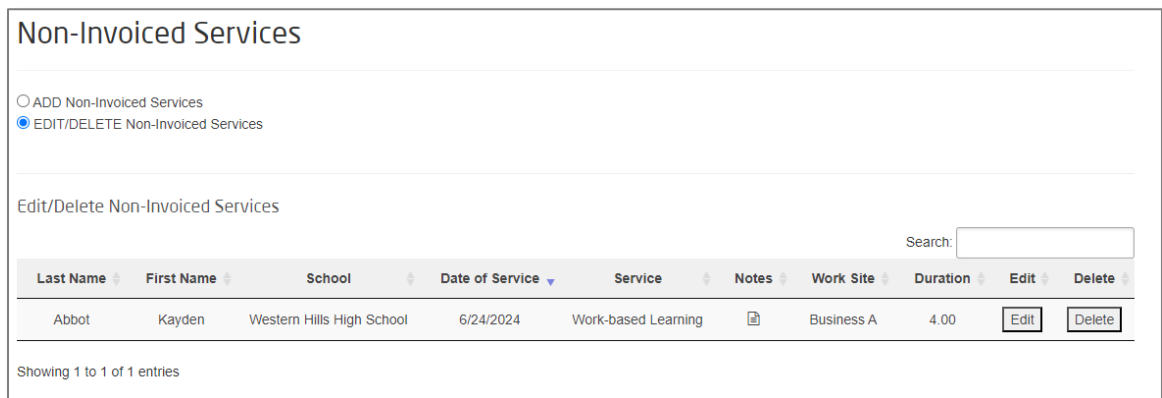 Non-Invoiced Services
ADD Non-Invoiced Services
EDIT/DELETE Non-Invoiced Services
Edit/Delete Non-Invoiced Services
Search:
Last Name First Name School Date of Service Service Notes Work Site Duration Edit Delete
Abbot Kayden Western Hills High School 6/24/2024 Work-based Learning Business A 4.00 Edit Delete
Showing 1 to 1 of 1 entries